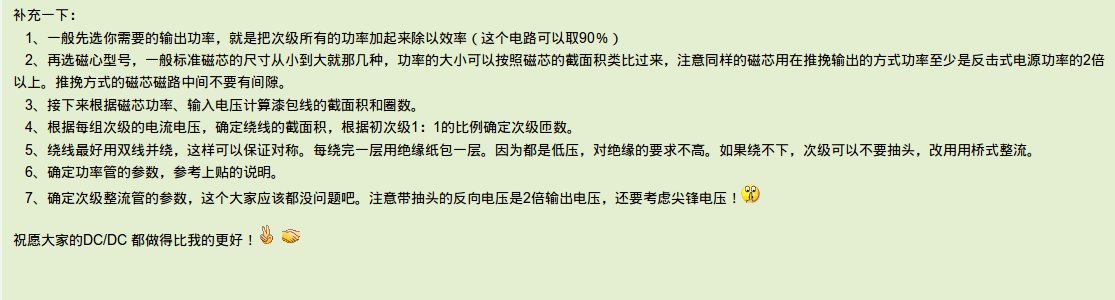 补充一下：
1、一般先选你需要的输出功率，就是把次级所有的功率加起来除以效率（这个电路可以取90％）
2、再选磁心型号，一般标准磁芯的尺寸从小到大就那几种，功率的大小可以按照磁芯的截面积类比过来，注意同样的磁芯用在推挽输出的方式功率至少是反击式电源功率的2倍
以上。推挽方式的磁芯磁路中间不要有间隙。
3、接下来根据磁芯功率、输入电压计算漆包线的截面积和圈数。
4、根据每组次级的电流电压，确定绕线的截面积，根据初次级1：1的比例确定次级匝数。
5、绕线最好用双线并绕，这样可以保证对称。每绕完一层用绝缘纸包一层。因为都是低压，对绝缘的要求不高。如果绕不下，次级可以不要抽头，改用用桥式整流。
6、确定功率管的参数，参考上贴的说明。
7、确定次级整流管的参数，这个大家应该都没问题吧。注意带抽头的反向电压是2倍输出电压，还要考虑尖锋电压！
祝愿大家的DC/DC 都做得比我的更好！